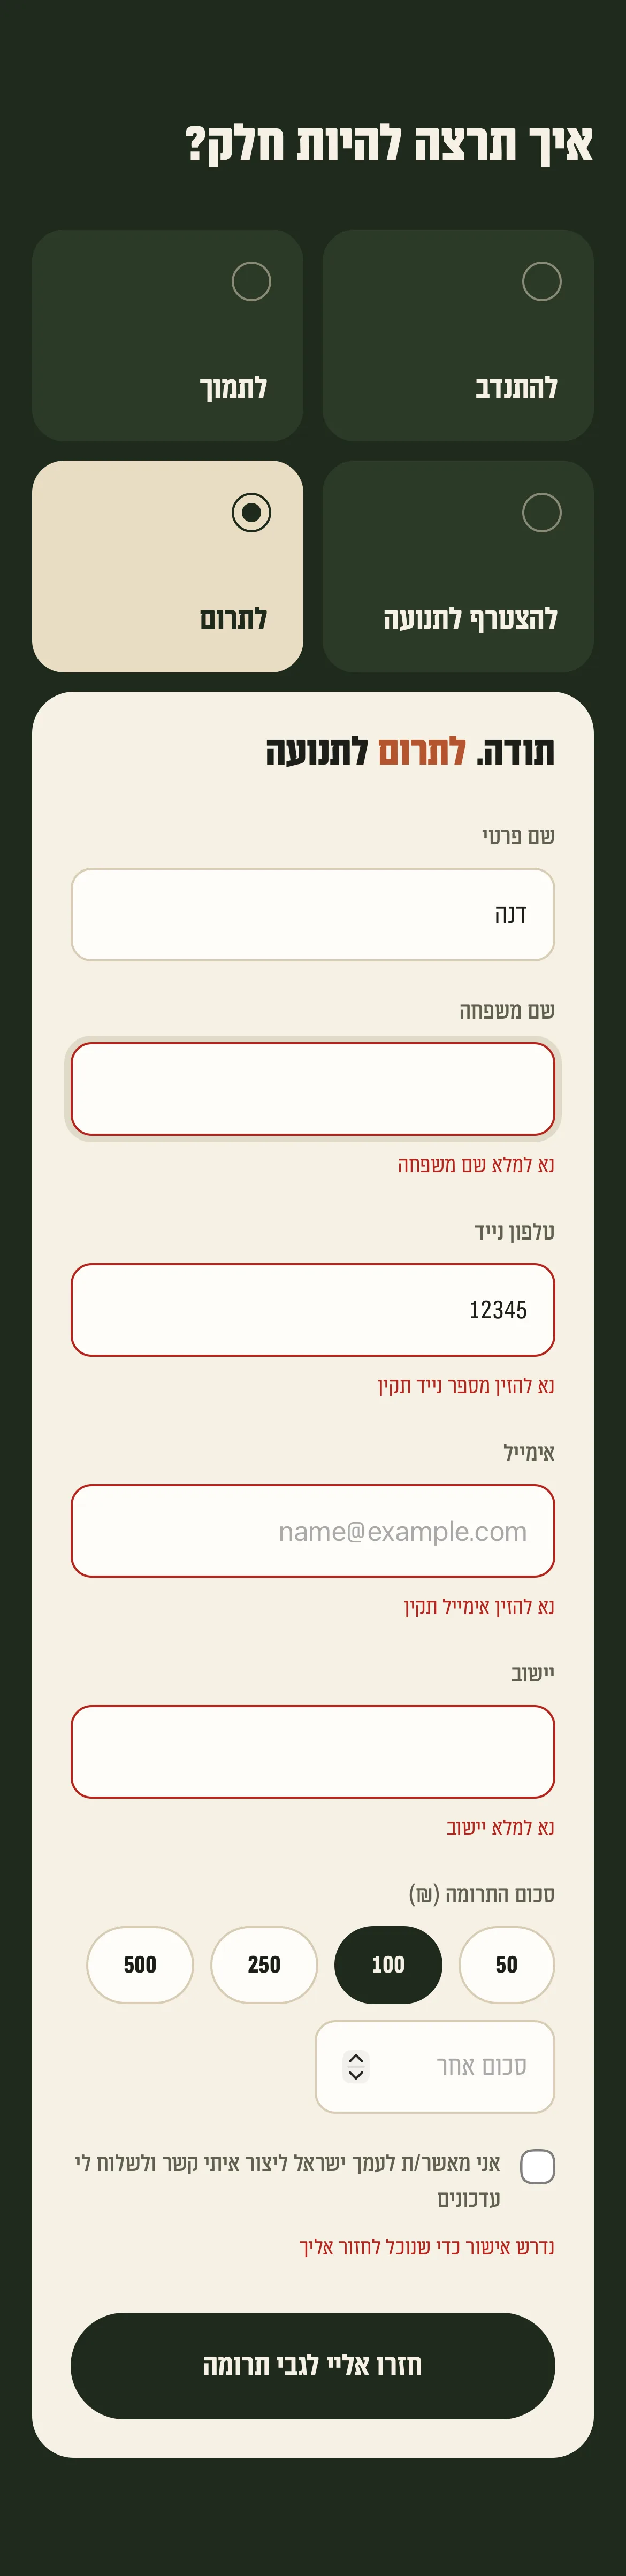 איך תרצה להיות חלק?
להתנדב
לתמוך
להצטרף לתנועה
לתרום
תודה. לתרום לתנועה
שם פרטי
דנה
שם משפחה
נא למלא שם משפחה
טלפון נייד
12345
נא להזין מספר נייד תקין
אימייל
name@example.com
נא להזין אימייל תקין
יישוב
נא למלא יישוב
סכום התרומה (₪)
50
100
250
500
סכום אחר
אני מאשר/ת לעמך ישראל ליצור איתי קשר ולשלוח לי
עדכונים
נדרש אישור כדי שנוכל לחזור אליך
חזרו אליי לגבי תרומה